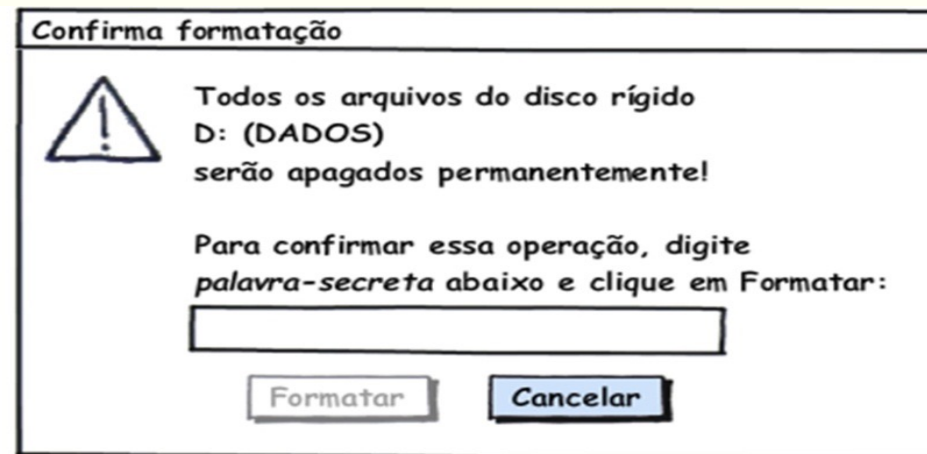 Confirma formatação
Todos os arquivos do disco rígido
D: (DADOS)
serão apagados permanentemente!
Para confirmar essa operação, digite
palavra-secreta abaixo e clique em Formatar:
Formatar
Cancelar